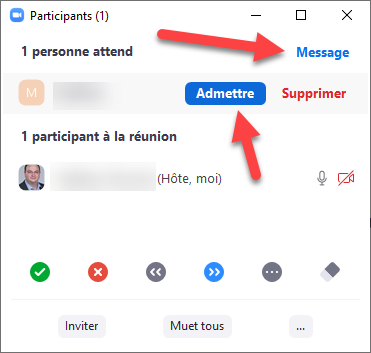 Participants (1)
1 personne attend
Message
M
Admettre
Supprimer
1 participant à la réunion
(Hôte, moi)
Inviter
Muet tous
...